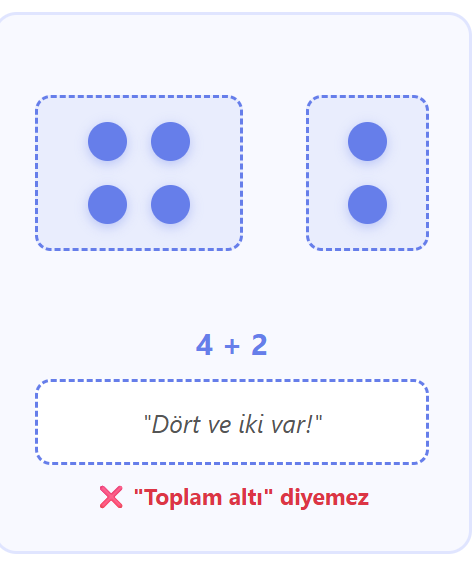 4 + 2
"Dört ve iki var!"
❌ "Toplam altı" diyemez